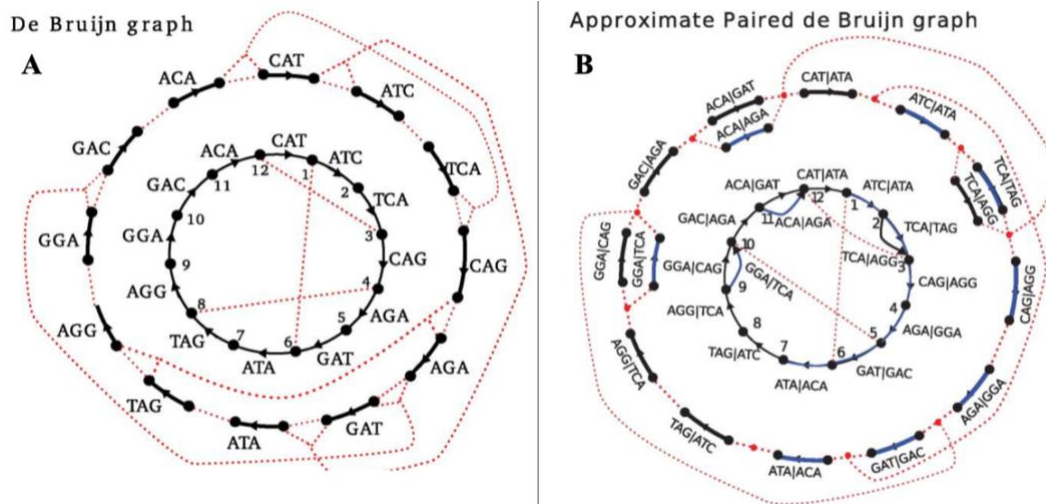 De Bruijn graph
A
CAT
ATC
TCA
CAG
AGA
GAT
ATA
TAG
AGG
GGA
GAC
ACA
CAT
ATC
TCA
CAG
AGA
GAT
ATA
TAG
AGG
GGA
GAC
ACA
12
1
2
3
4
5
6
7
8
9
10
11
Approximate Paired de Bruijn graph
B
CAT|ATA
ATC|ATA
TCA|TAG
TCA|AGG
CAG|AGG
AGA|GGA
GAT|GAC
ATA|ACA
TAG|ATC
AGG|TCA
GGA|CAG
GGA|TCA
GAC|AGA
ACA|GAT
ACA|AGA
CAT|ATA
ATC|ATA
TCA|TAG
TCA|AGG
CAG|AGG
AGA|GGA
GAT|GAC
ATA|ACA
TAG|ATC
AGG|TCA
GGA|CAG
GGA|TCA
GAC|AGA
ACA|GAT
ACA|AGA
12
1
2
3
4
5
6
7
8
9
10
11